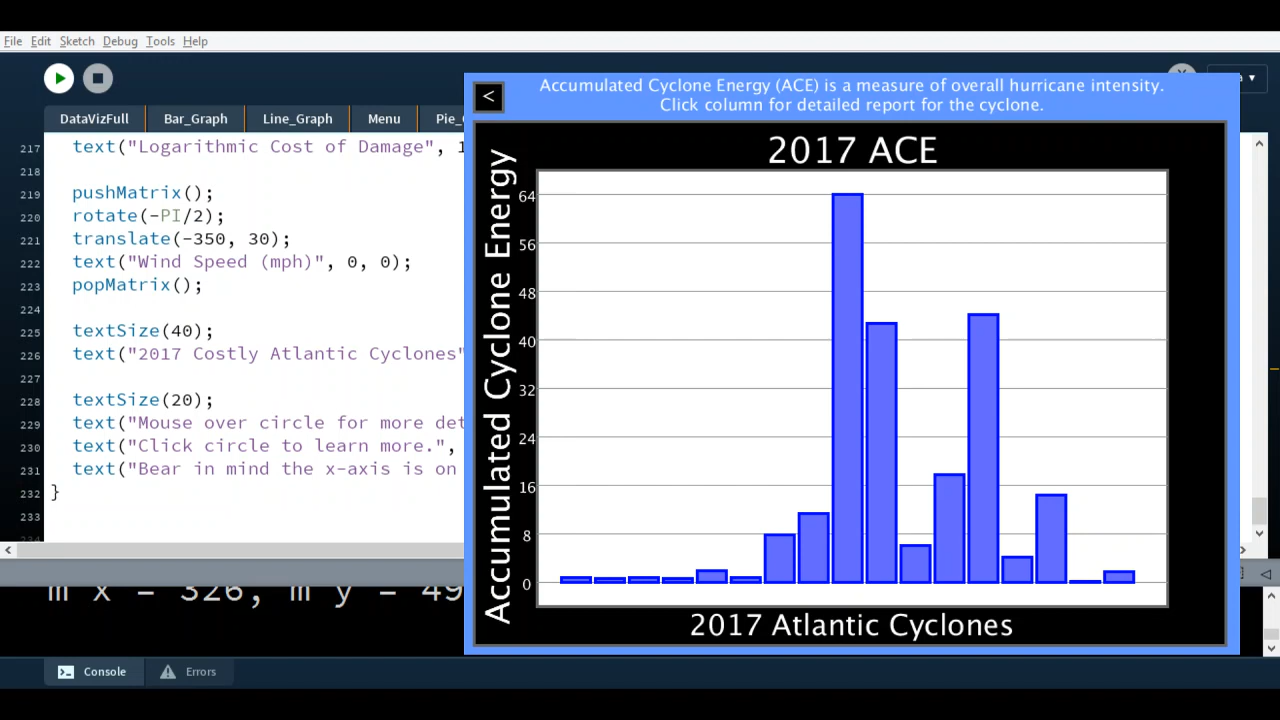 File Edit Sketch Debug Tools Help
DataVizFull Bar_Graph Line_Graph Menu
217 text("Logarithmic Cost of Damage",
218
219 pushMatrix();
220 rotate(-PI/2);
221 translate(-350, 30);
222 text("Wind Speed (mph)", 0, 0);
223 popMatrix();
224
225 textSize(40);
226 text("2017 Costly Atlantic Cyclones"
227
228 textSize(20);
229 text("Mouse over circle for more
230 text("Click circle to learn more.",
231 text("Bear in mind the x-axis is on
232 }
233
234
m x = 326, m y = 49
Console Errors
<
Accumulated Cyclone Energy (ACE) is a measure of overall hurricane intensity.
Click column for detailed report for the cyclone.
2017 ACE
Accumulated Cyclone Energy
64
56
48
40
32
24
16
8
0
2017 Atlantic Cyclones